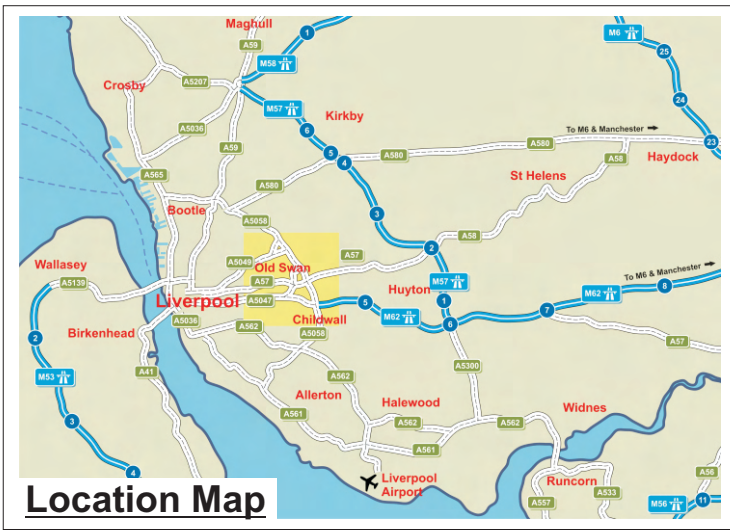 Maghull
1
M6
A59
M58
25
Crosby
A5207
24
M57
Kirkby
6
A5036
To M6 & Manchester
A59
5
A580
A580
23
4
A58
Haydock
A565
St Helens
A580
Bootle
3
A5058
A58
2
Wallasey
A5049
A57
Old Swan
To M6 & Manchester
A5139
A57
Huyton
M57
8
Liverpool
A5047
5
1
M62
7
A5036
Childwall
M62
6
Birkenhead
A562
A5058
2
A57
A5300
A41
A562
M53
Allerton
Halewood
Widnes
3
A561
A562
A562
A561
4
Liverpool
Airport
Runcorn
A56
A533
A557
M56
11
Location Map